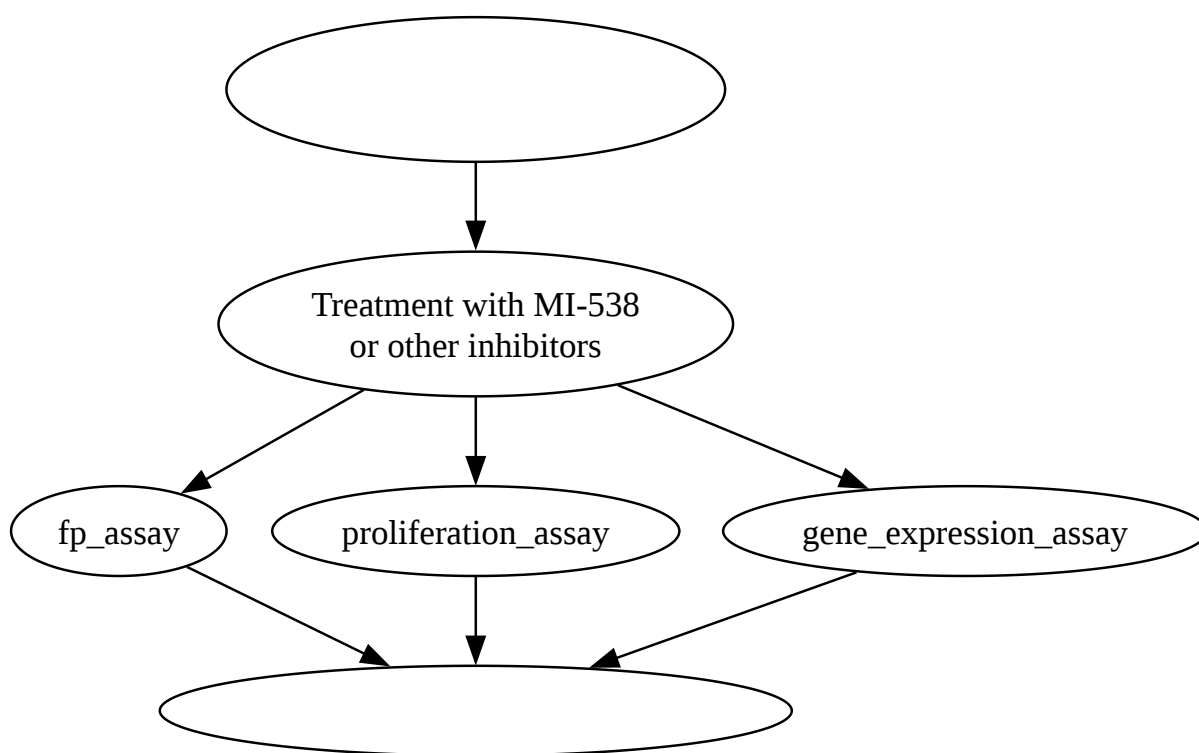 Treatment with MI-538
or other inhibitors
fp_assay
proliferation_assay
gene_expression_assay